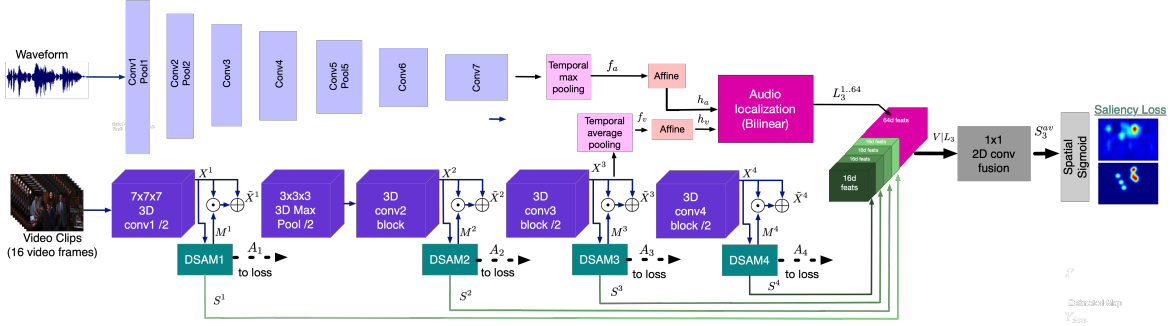 Waveform
Conv1
Pool1
Conv2
Pool2
Conv3
Conv4
Conv5
Pool5
Conv6
Conv7
Temporal
max
pooling
f_a
Affine
h_a
Temporal
average
pooling
f_v
Affine
h_v
Audio
localization
(Bilinear)
L_3^{1..64}
64d feats
16d feats
16d feats
16d feats
16d
feats
V|L_3
1x1
2D conv
fusion
S_3^{av}
Spatial
Sigmoid
Saliency Loss
Video Clips
(16 video frames)
7x7x7
3D
conv1 /2
X^1
X̃^1
M^1
DSAM1
A_1
to loss
S^1
3x3x3
3D Max
Pool /2
3D
conv2
block
X^2
X̃^2
M^2
DSAM2
A_2
to loss
S^2
3D
conv3
block /2
X^3
X̃^3
M^3
DSAM3
A_3
to loss
S^3
3D
conv4
block /2
X^4
X̃^4
M^4
DSAM4
A_4
to loss
S^4